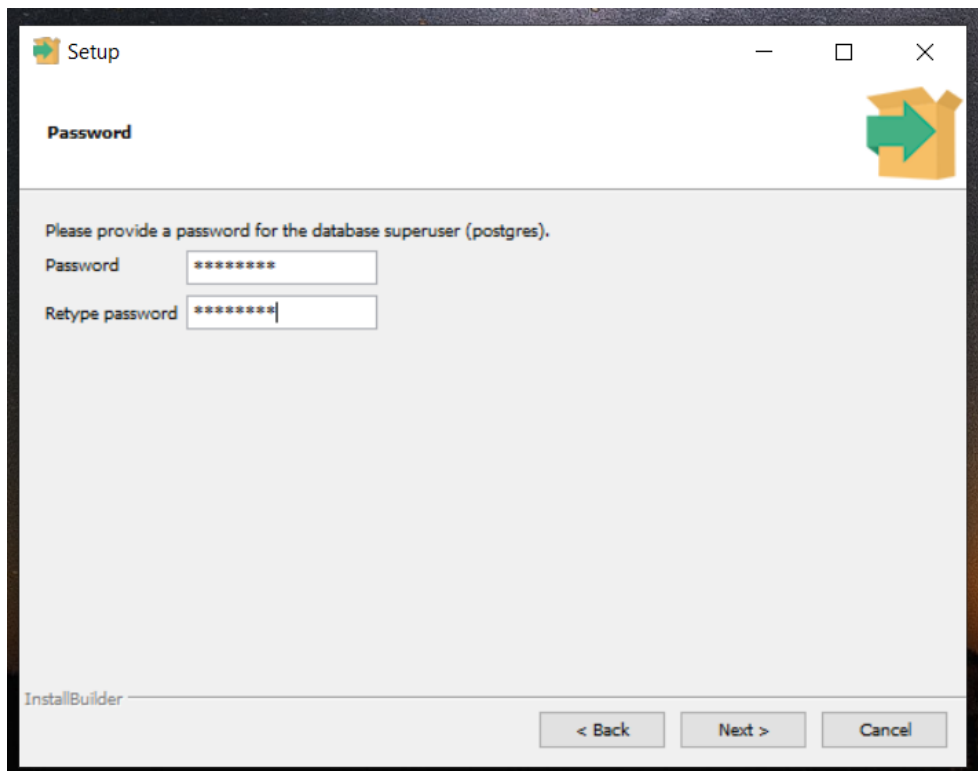 Setup
Password
Please provide a password for the database superuser (postgres).
Password ********
Retype password ********
InstallBuilder
< Back Next > Cancel